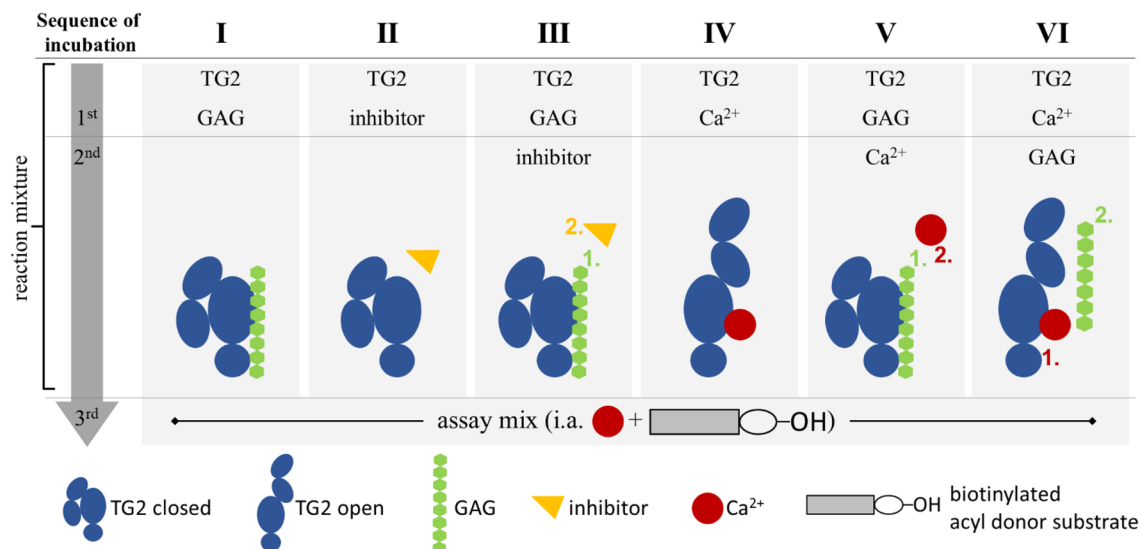 Sequence of
incubation
I II III IV V VI
reaction mixture
TG2 TG2 TG2 TG2 TG2 TG2
1st GAG inhibitor GAG Ca2+ GAG Ca2+
2nd inhibitor Ca2+ GAG
2. 1. 1. 2. 2. 1.
3rd assay mix (i.a. + -OH)
TG2 closed TG2 open GAG inhibitor Ca2+ -OH biotinylated
acyl donor substrate